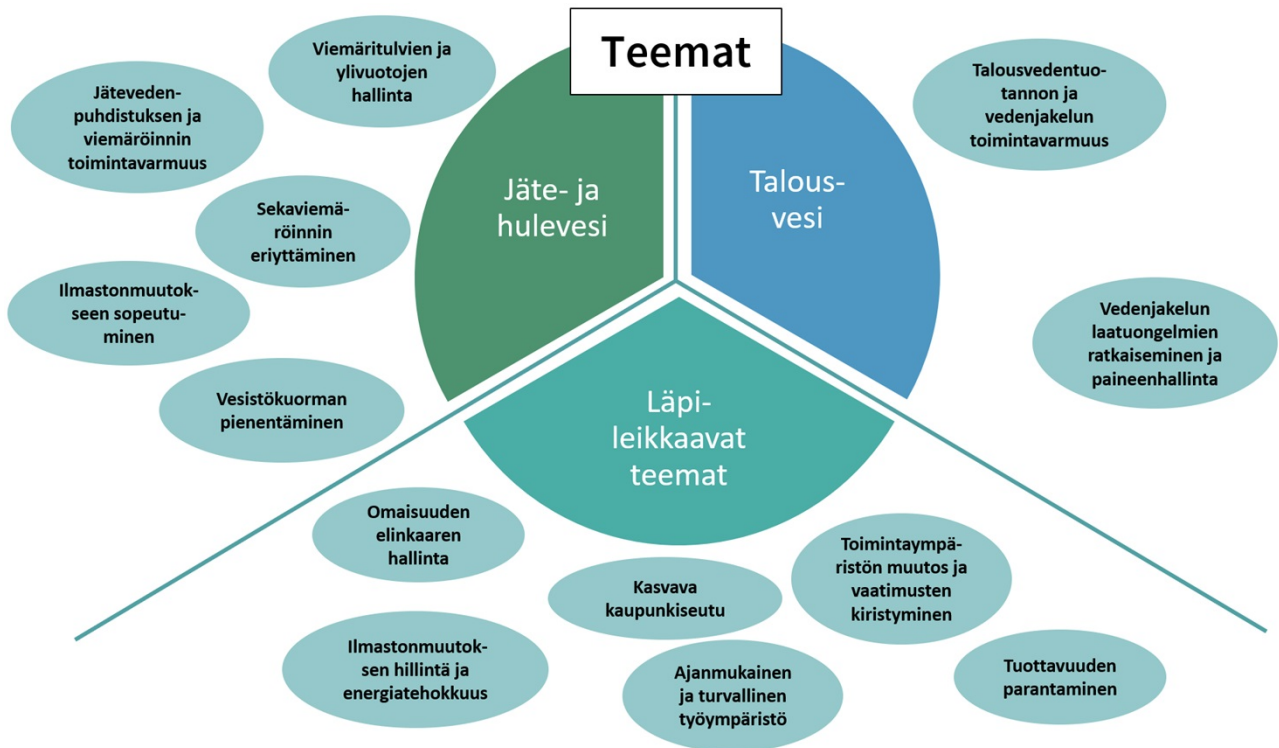 Teemat
Viemäritulvien ja
ylivuotojen
hallinta
Jäteveden-
puhdistuksen ja
viemäröinnin
toimintavarmuus
Sekaviemä-
röinnin
eriyttäminen
Ilmastonmuutok-
seen sopeutu-
minen
Vesistökuorman
pienentäminen
Jäte- ja
hulevesi
Talous-
vesi
Talousvedentuo-
tannon ja
vedenjakelun
toimintavarmuus
Vedenjakelun
laatuongelmien
ratkaiseminen ja
paineenhallinta
Läpi-
leikkaavat
teemat
Omaisuuden
elinkaaren
hallinta
Ilmastonmuutok-
sen hillintä ja
energiatehokkuus
Kasvava
kaupunkiseutu
Ajanmukainen
ja turvallinen
työympäristö
Toimintaympä-
ristön muutos ja
vaatimusten
kiristyminen
Tuottavuuden
parantaminen